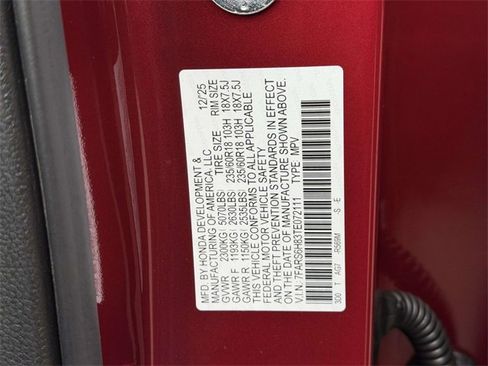 MFD. BY HONDA DEVELOPMENT & 12/'25
MANUFACTURING OF AMERICA, LLC
TIRE SIZE RIM SIZE
GVWR 2300KG( 5070LBS)
GAWR F 1193KG( 2630LBS) 235/60R18 103H 18X7.5J
GAWR R 1150KG( 2535LBS) 235/60R18 103H 18X7.5J
THIS VEHICLE CONFORMS TO ALL APPLICABLE
FEDERAL MOTOR VEHICLE SAFETY
AND THEFT PREVENTION STANDARDS IN EFFECT
ON THE DATE OF MANUFACTURE SHOWN ABOVE.
V.I.N. 7FARS6H83TE072111 TYPE MPV
3D0 T AG7 -R568M -S -E